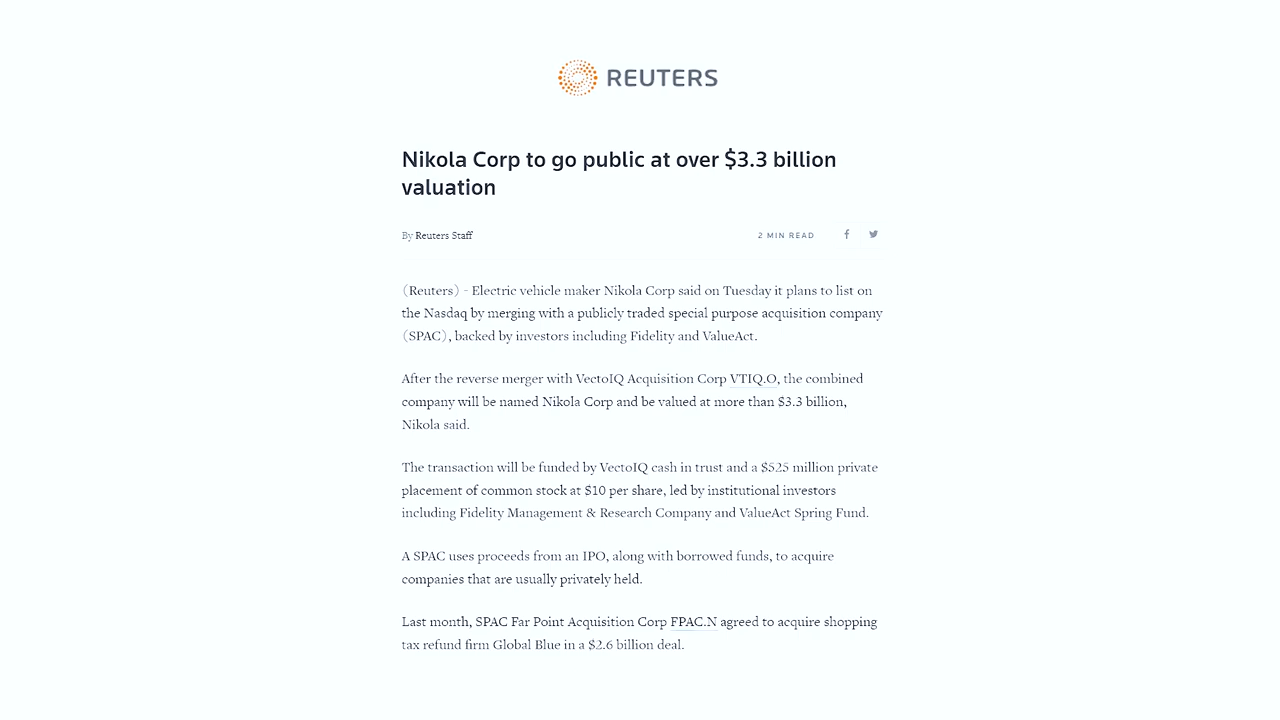 REUTERS
Nikola Corp to go public at over $3.3 billion
valuation
By Reuters Staff
2 MIN READ
(Reuters) - Electric vehicle maker Nikola Corp said on Tuesday it plans to list on
the Nasdaq by merging with a publicly traded special purpose acquisition company
(SPAC), backed by investors including Fidelity and ValueAct.
After the reverse merger with VectoIQ Acquisition Corp VTIQ.O, the combined
company will be named Nikola Corp and be valued at more than $3.3 billion,
Nikola said.
The transaction will be funded by VectoIQ cash in trust and a $525 million private
placement of common stock at $10 per share, led by institutional investors
including Fidelity Management & Research Company and ValueAct Spring Fund.
A SPAC uses proceeds from an IPO, along with borrowed funds, to acquire
companies that are usually privately held.
Last month, SPAC Far Point Acquisition Corp FPAC.N agreed to acquire shopping
tax refund firm Global Blue in a $2.6 billion deal.